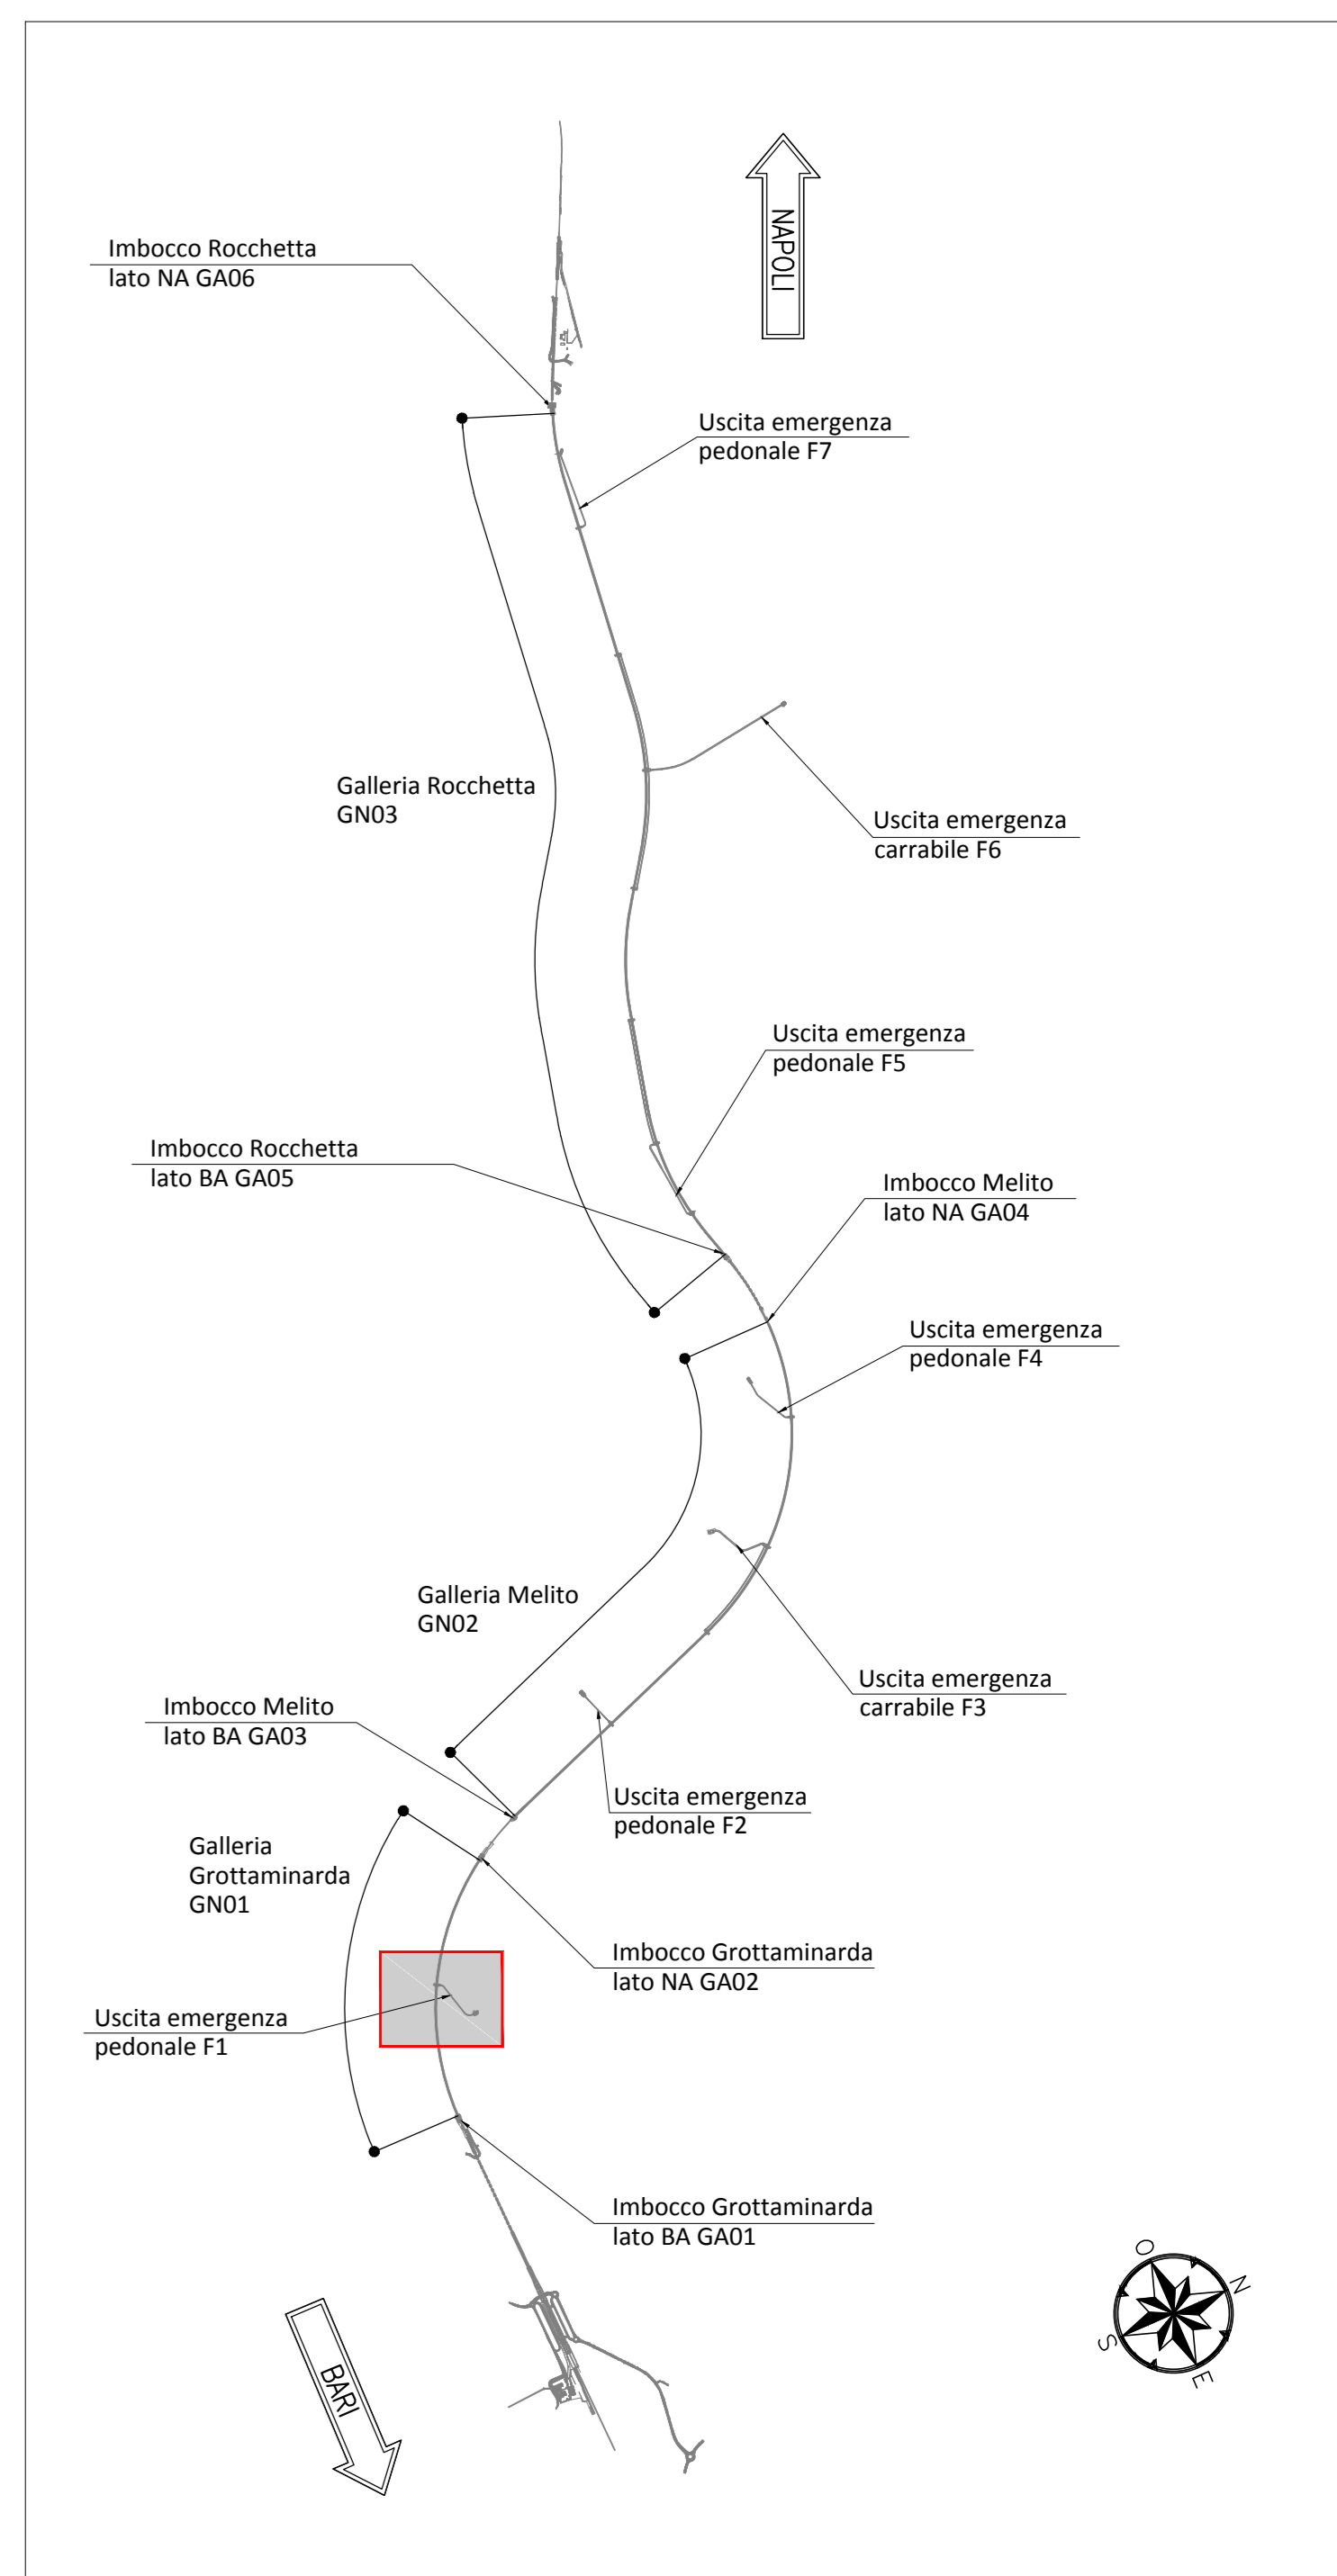 NAPOLI
Imbocco Rocchetta
lato NA GA06
Uscita emergenza
pedonale F7
Galleria Rocchetta
GN03
Uscita emergenza
carrabile F6
Uscita emergenza
pedonale F5
Imbocco Rocchetta
lato BA GA05
Imbocco Melito
lato NA GA04
Uscita emergenza
pedonale F4
Galleria Melito
GN02
Uscita emergenza
carrabile F3
Imbocco Melito
lato BA GA03
Uscita emergenza
pedonale F2
Galleria
Grottaminarda
GN01
Imbocco Grottaminarda
lato NA GA02
Uscita emergenza
pedonale F1
Imbocco Grottaminarda
lato BA GA01
O
N
S
E
BARI